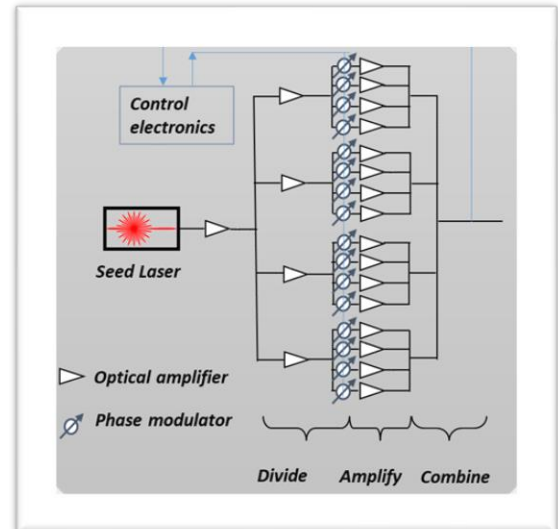 Control
electronics
Seed Laser
Optical amplifier
Phase modulator
Divide Amplify Combine